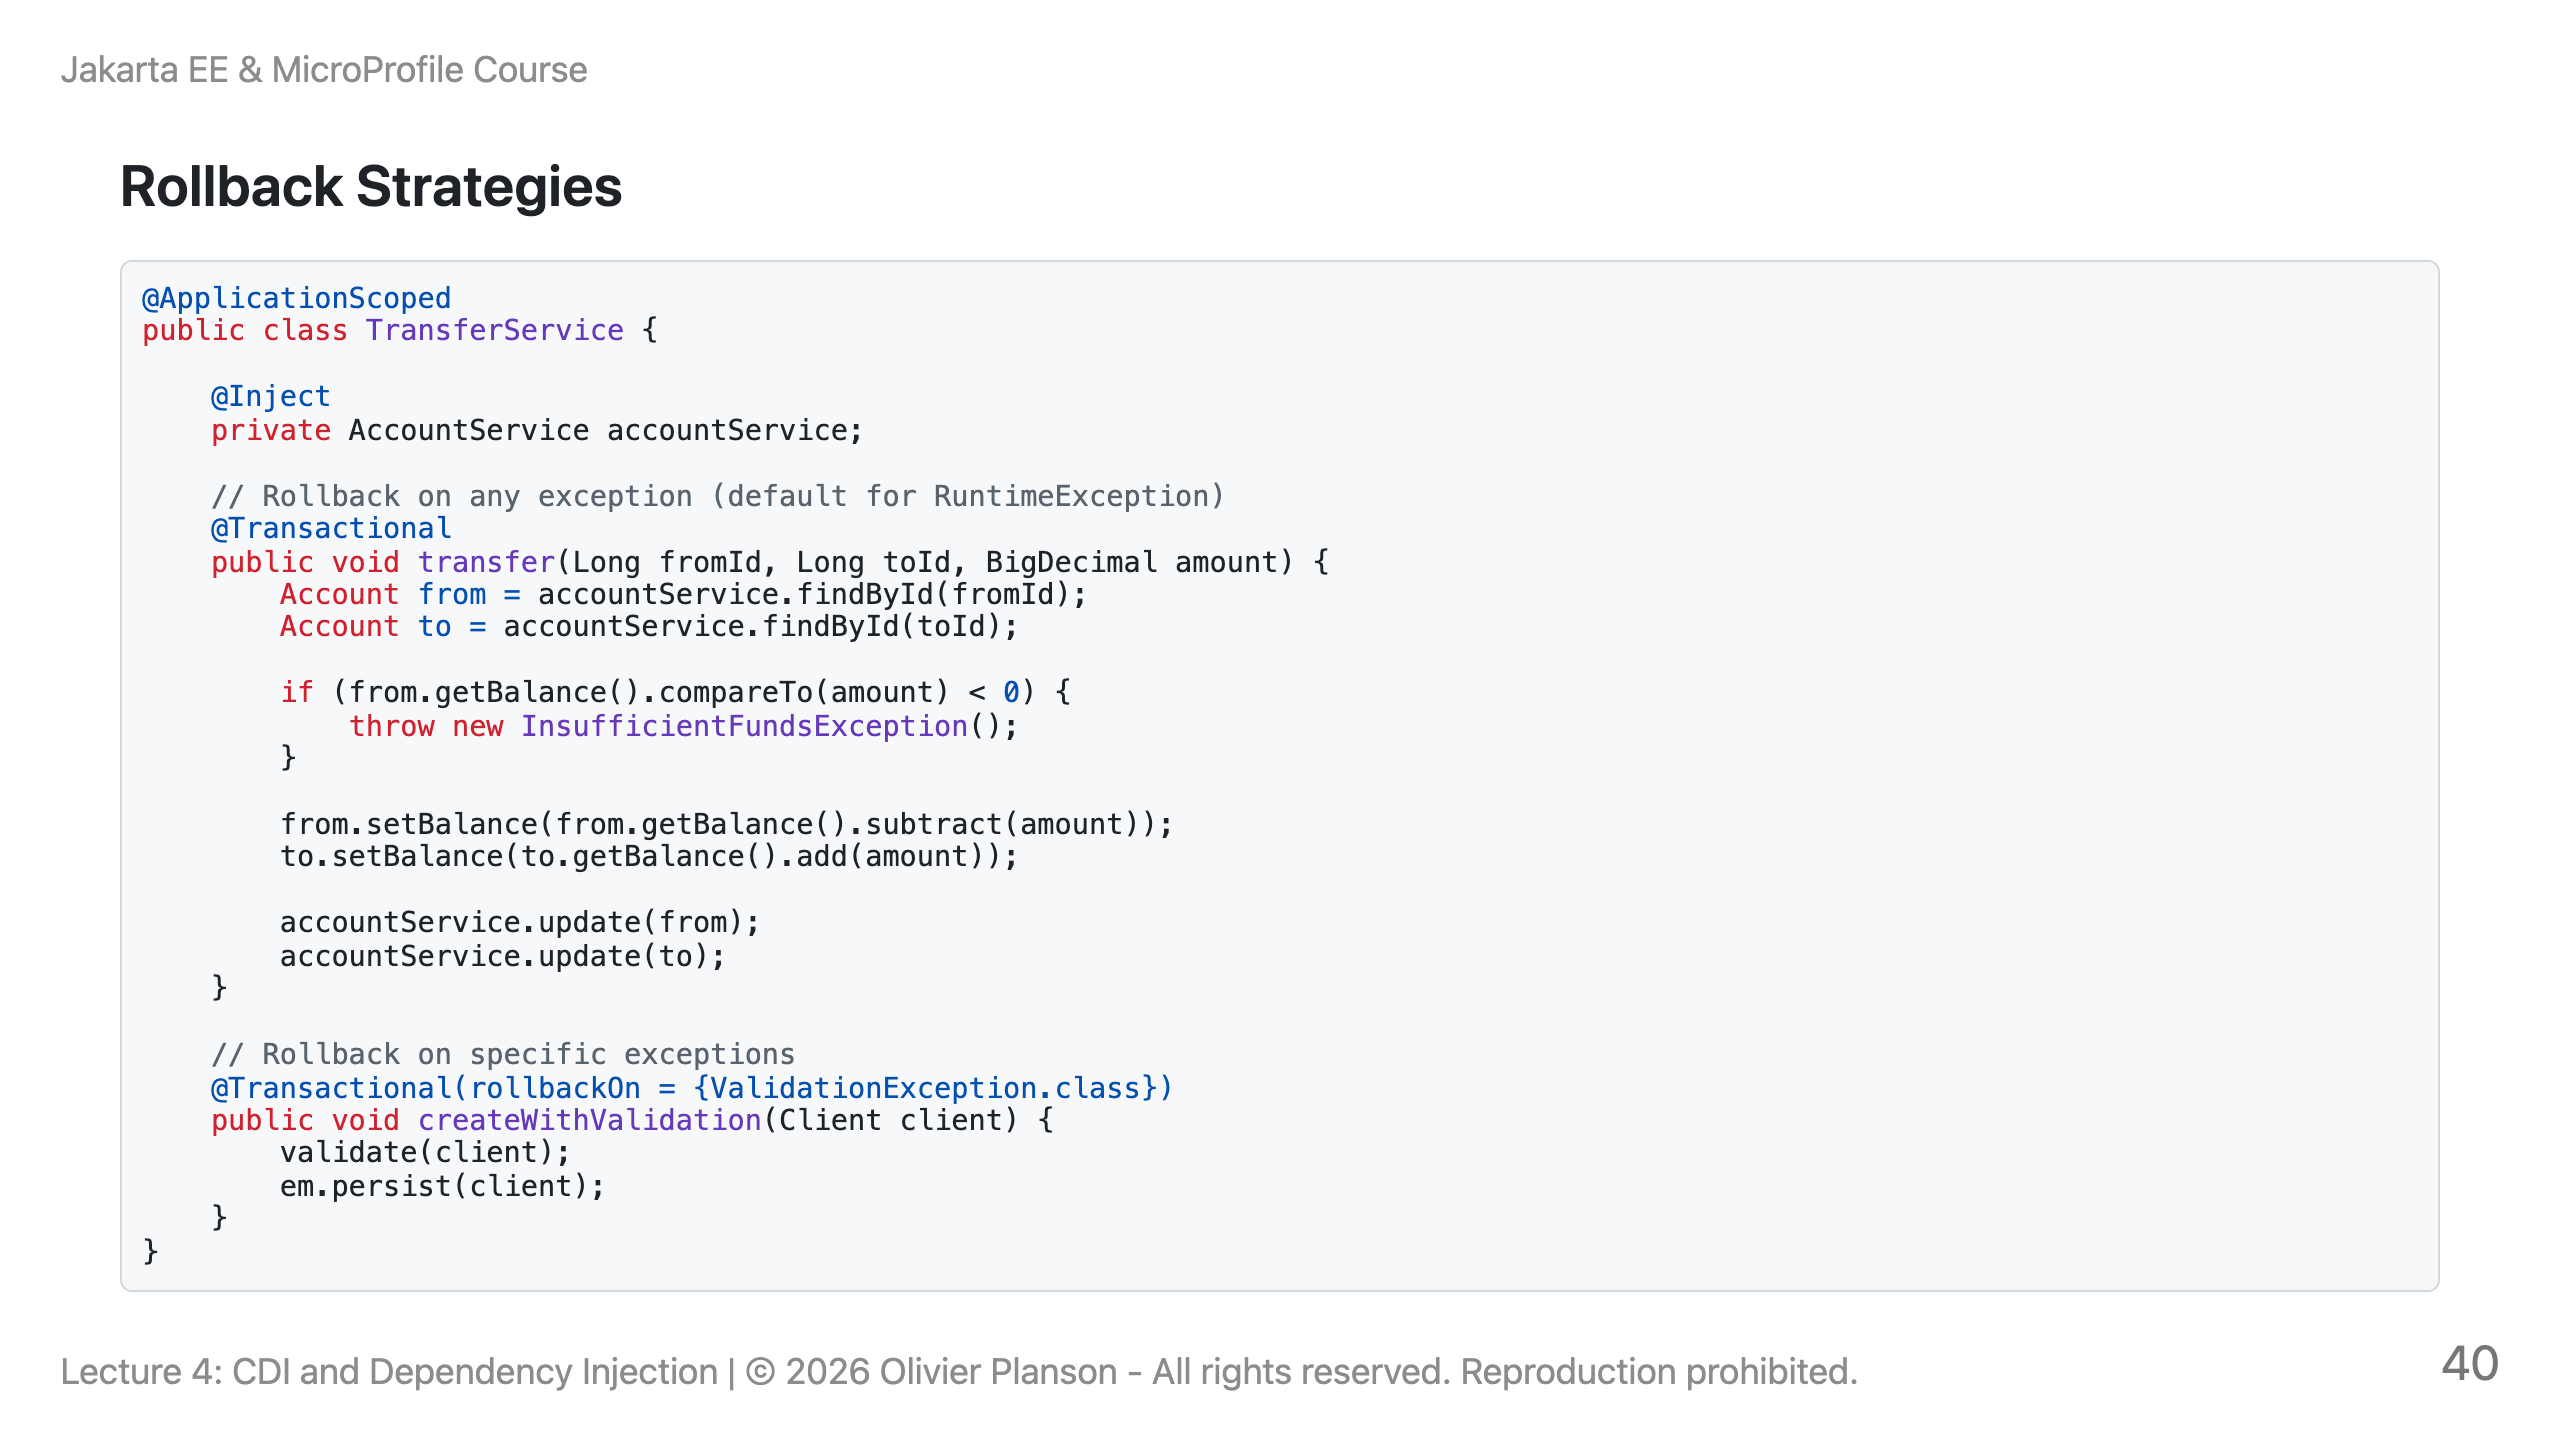 Jakarta EE & MicroProfile Course
Rollback Strategies
@ApplicationScoped
public class TransferService {
    @Inject
    private AccountService accountService;
    // Rollback on any exception (default for RuntimeException)
    @Transactional
    public void transfer(Long fromId, Long toId, BigDecimal amount) {
        Account from = accountService.findById(fromId);
        Account to = accountService.findById(toId);
        if (from.getBalance().compareTo(amount) < 0) {
            throw new InsufficientFundsException();
        }
        from.setBalance(from.getBalance().subtract(amount));
        to.setBalance(to.getBalance().add(amount));
        accountService.update(from);
        accountService.update(to);
    }
    // Rollback on specific exceptions
    @Transactional(rollbackOn = {ValidationException.class})
    public void createWithValidation(Client client) {
        validate(client);
        em.persist(client);
    }
}
Lecture 4: CDI and Dependency Injection | © 2026 Olivier Planson - All rights reserved. Reproduction prohibited.
40